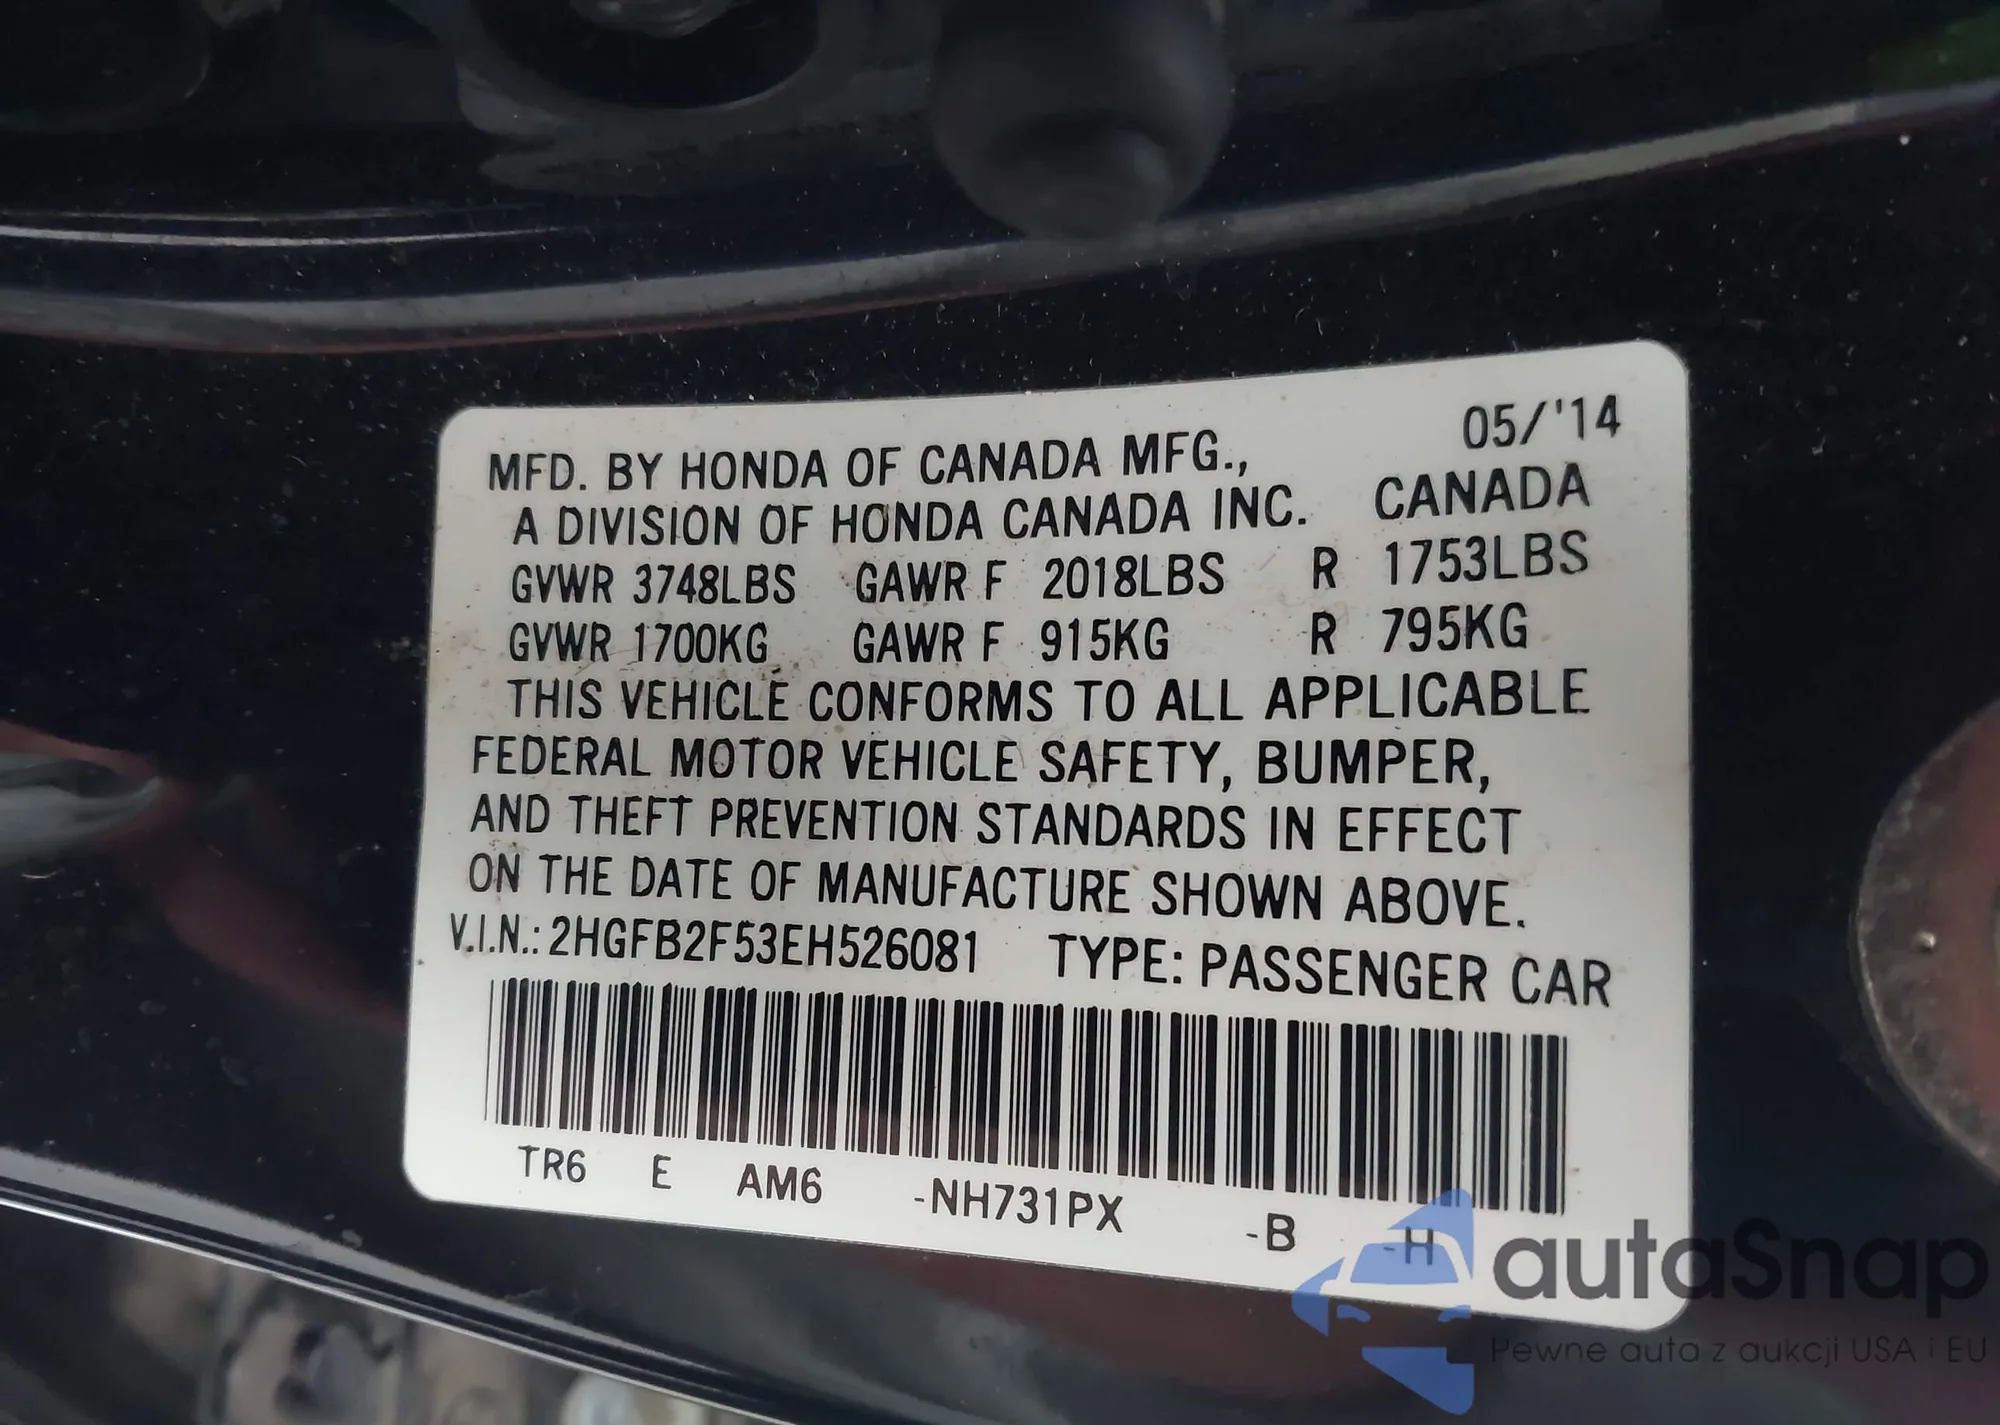 05/'14
MFD. BY HONDA OF CANADA MFG.,
A DIVISION OF HONDA CANADA INC. CANADA
GVWR 3748LBS GAWR F 2018LBS R 1753LBS
GVWR 1700KG GAWR F 915KG R 795KG
THIS VEHICLE CONFORMS TO ALL APPLICABLE
FEDERAL MOTOR VEHICLE SAFETY, BUMPER,
AND THEFT PREVENTION STANDARDS IN EFFECT
ON THE DATE OF MANUFACTURE SHOWN ABOVE.
V.I.N.: 2HGFB2F53EH526081 TYPE: PASSENGER CAR
TR6 E AM6 -NH731PX -B -H
autaSnap
Pewne auta z aukcji USA i EU